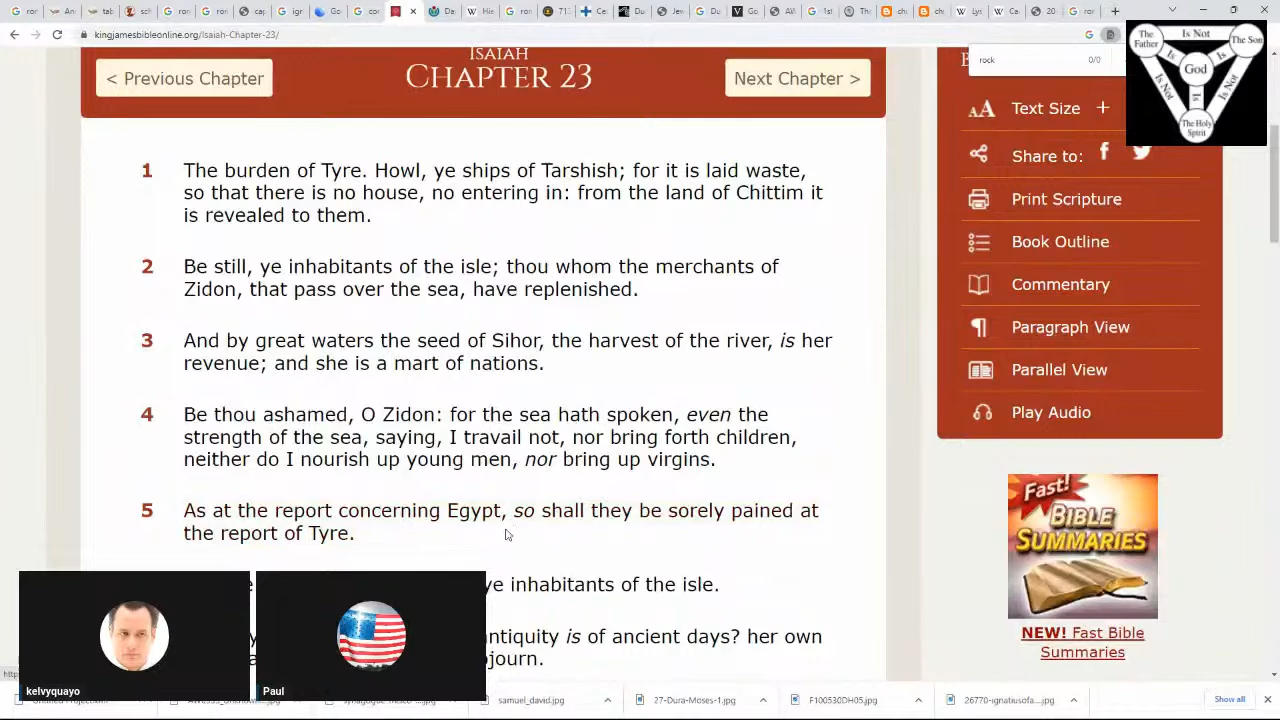 kingjamesbibleonline.org/Isaiah-Chapter-23/
rock
0/0
ISAIAH
< Previous Chapter
CHAPTER 23
Next Chapter >
The Father
Is Not
The Son
Is
Is
God
Is Not
Is
Is Not
The Holy Spirit
AA Text Size +
Share to:
Print Scripture
Book Outline
Commentary
Paragraph View
Parallel View
Play Audio
1 The burden of Tyre. Howl, ye ships of Tarshish; for it is laid waste,
so that there is no house, no entering in: from the land of Chittim it
is revealed to them.
2 Be still, ye inhabitants of the isle; thou whom the merchants of
Zidon, that pass over the sea, have replenished.
3 And by great waters the seed of Sihor, the harvest of the river, is her
revenue; and she is a mart of nations.
4 Be thou ashamed, O Zidon: for the sea hath spoken, even the
strength of the sea, saying, I travail not, nor bring forth children,
neither do I nourish up young men, nor bring up virgins.
5 As at the report concerning Egypt, so shall they be sorely pained at
the report of Tyre.
ye inhabitants of the isle.
antiquity is of ancient days? her own
Fast!
BIBLE
SUMMARIES
NEW! Fast Bible
Summaries
kelvyquayo
Paul
samuel_david.jpg
27-Dura-Moses-1.jpg
F100530DH05.jpg
26770-ignatiusofa....jpg
Show all